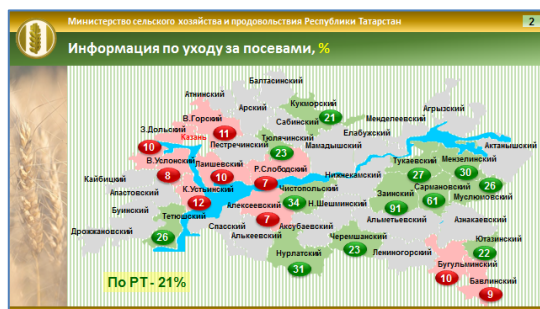 Министерство сельского хозяйства и продовольствия Республики Татарстан
2
Информация по уходу за посевами, %
Балтасинский
Атнинский
Кукморский
Арский
21
Агрызский
В.Горский
Сабинский
Менделеевский
Казань
11
З.Дольский
Тюлячинский
Елабужский
Пестречинский
Мамадышский
10
23
Актанышский
В.Услонский
Лаишевский
Р.Слободский
Тукаевский
Мензелинский
8
10
7
Нижнекамский
27
30
Кайбицкий
К.Устьинский
Чистопольский
Заинский
Сармановский
26
Апастовский
12
Алексеевский
34
Н.Шешминский
91
61
Муслюмовский
Буинский
Тетюшский
7
Альметьевский
Азнакаевский
Дрожжановский
26
Спасский
Аксубаевский
Алькеевский
Черемшанский
Ютазинский
23
Лениногорский
22
Нурлатский
Бугульминский
31
10
Бавлинский
9
По РТ - 21%